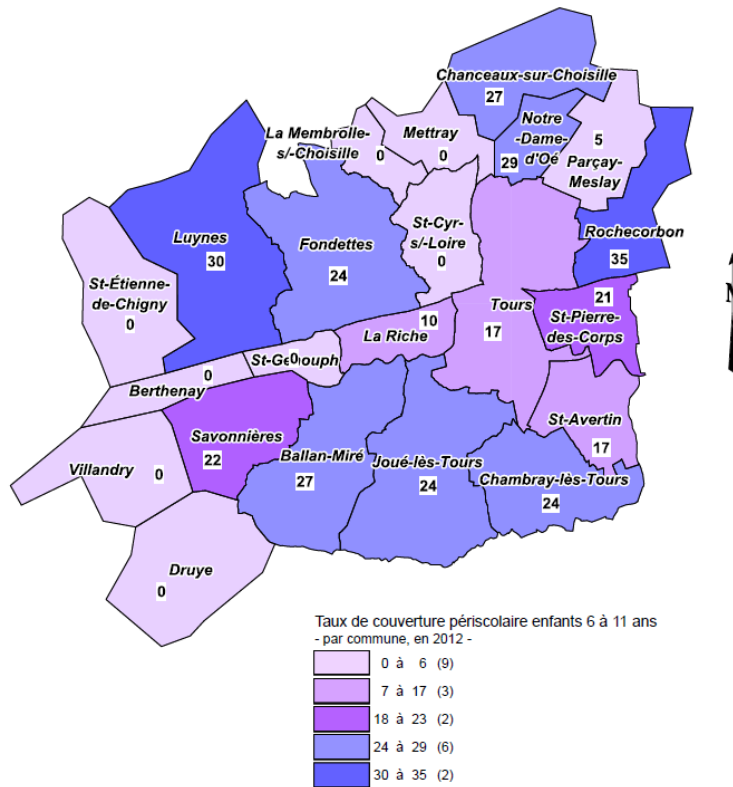 Chanceaux-sur-Choisille
27
La Membrolle-
s/-Choisille
0
Mettray
0
Notre
-Dame-
d'Oé
29
5
Parçay-
Meslay
Luynes
30
Fondettes
24
St-Cyr-
s/-Loire
0
Rochecorbon
35
St-Étienne-
de-Chigny
0
Tours
17
21
St-Pierre-
des-Corps
10
La Riche
0
Berthenay
St-Genouph
0
St-Avertin
17
Savonnières
22
Villandry
0
Ballan-Miré
27
Joué-lès-Tours
24
Chambray-lès-Tours
24
Druye
0
Taux de couverture périscolaire enfants 6 à 11 ans
- par commune, en 2012 -
0 à 6 (9)
7 à 17 (3)
18 à 23 (2)
24 à 29 (6)
30 à 35 (2)